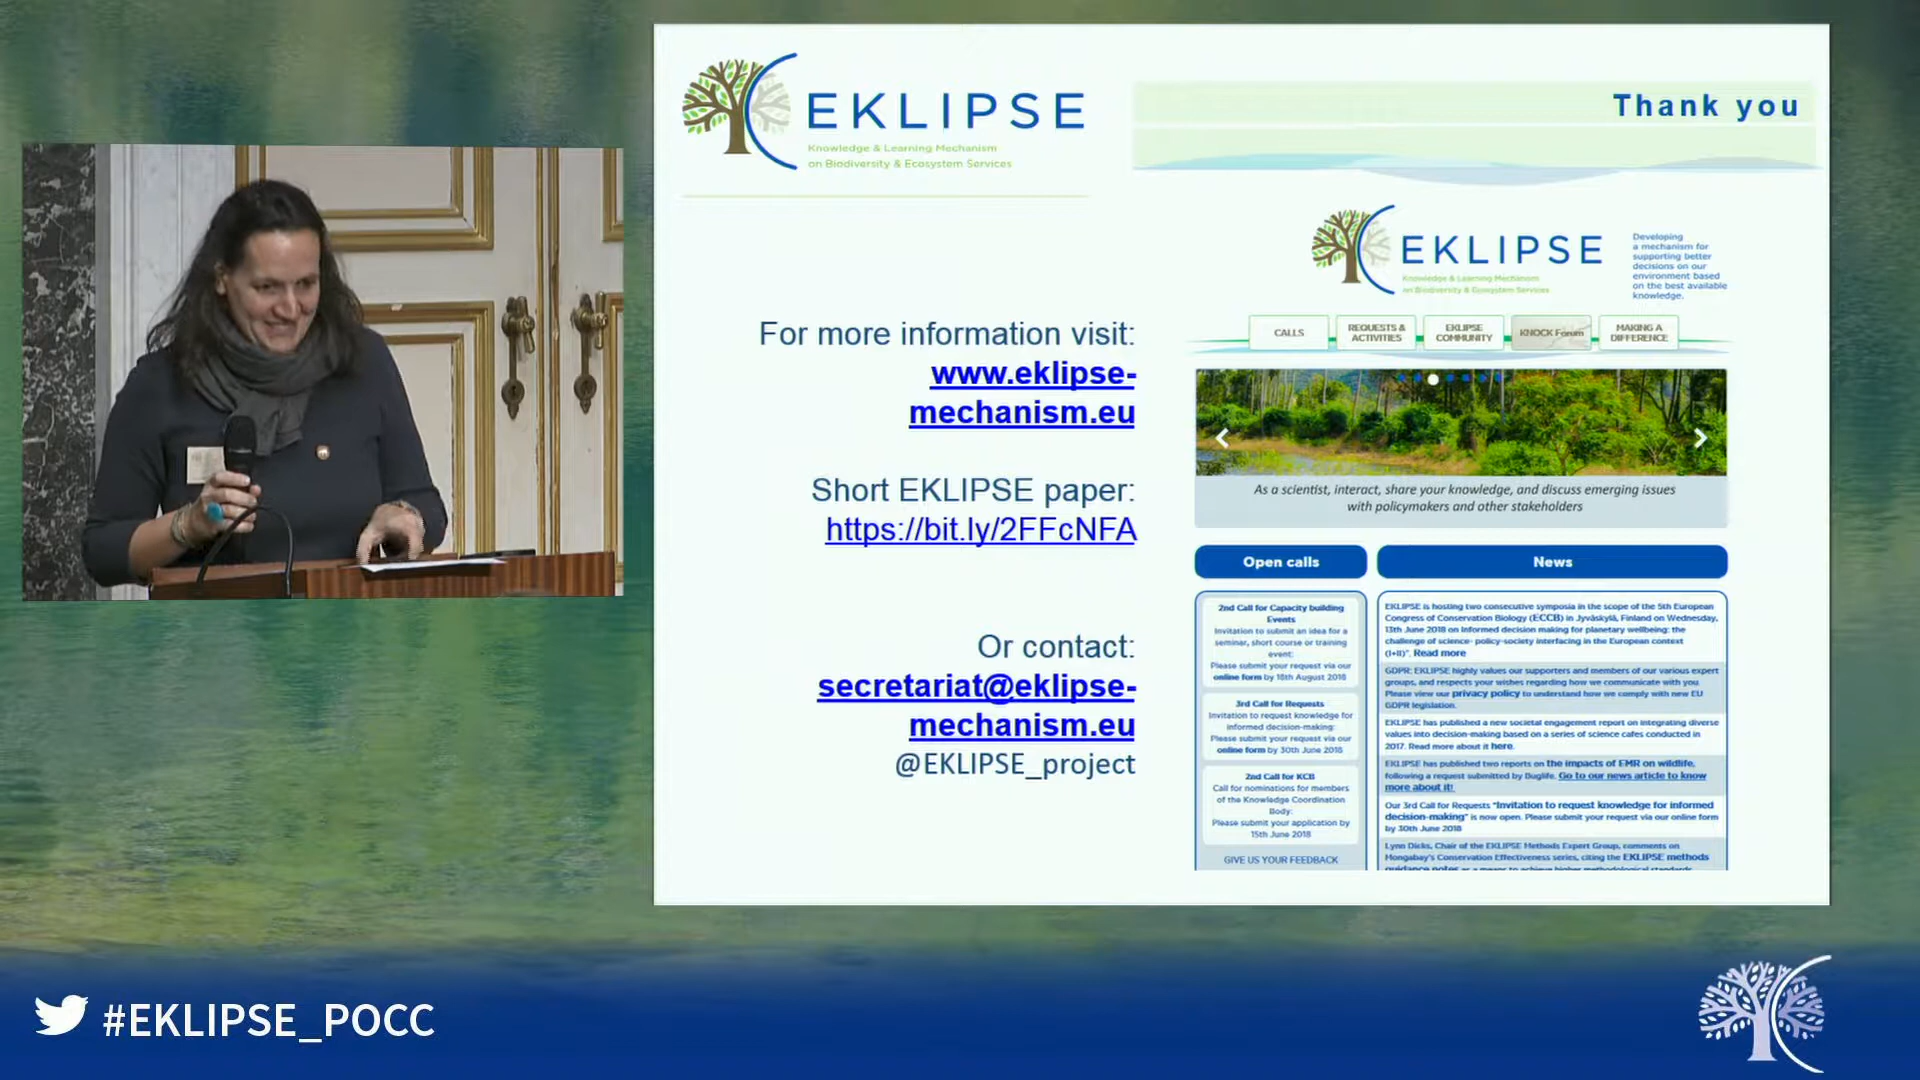 EKLIPSE
Knowledge & Learning Mechanism
on Biodiversity & Ecosystem Services
Thank you
For more information visit:
www.eklipse-
mechanism.eu
Short EKLIPSE paper:
https://bit.ly/2FFcNFA
Or contact:
secretariat@eklipse-
mechanism.eu
@EKLIPSE_project
EKLIPSE
Knowledge & Learning Mechanism
on Biodiversity & Ecosystem Services
Developing
a mechanism for
supporting better
decisions on our
environment based
on the best available
knowledge.
CALLS
REQUESTS &
ACTIVITIES
EKLIPSE
COMMUNITY
KNOCK Forum
MAKING A
DIFFERENCE
As a scientist, interact, share your knowledge, and discuss emerging issues
with policymakers and other stakeholders
Open calls
2nd Call for Capacity building
Events
Invitation to submit an idea for a
seminar, short course or training
event:
Please submit your request via our
online form by 18th August 2018
3rd Call for Requests
Invitation to request knowledge for
informed decision-making:
Please submit your request via our
online form by 30th June 2018
2nd Call for KCB
Call for nominations for members
of the Knowledge Coordination
Body:
Please submit your application by
15th June 2018
GIVE US YOUR FEEDBACK
News
EKLIPSE is hosting two consecutive symposia in the scope of the 5th European
Congress of Conservation Biology (ECCB) in Jyväskylä, Finland on Wednesday,
13th June 2018 on Informed decision making for planetary wellbeing: the
challenge of science- policy-society interfacing in the European context
(I+II)". Read more
GDPR: EKLIPSE highly values our supporters and members of our various expert
groups, and respects your wishes regarding how we communicate with you.
Please view our privacy policy to understand how we comply with new EU
GDPR legislation.
EKLIPSE has published a new societal engagement report on integrating diverse
values into decision-making based on a series of science cafes conducted in
2017. Read more about it here.
EKLIPSE has published two reports on the impacts of EMR on wildlife,
following a request submitted by Buglife. Go to our news article to know
more about it!
Our 3rd Call for Requests "Invitation to request knowledge for informed
decision-making" is now open. Please submit your request via our online form
by 30th June 2018
Lynn Dicks, Chair of the EKLIPSE Methods Expert Group, comments on
Mongabay's Conservation Effectiveness series, citing the EKLIPSE methods
guidance notes as a means to achieve higher methodological standards
#EKLIPSE_POCC